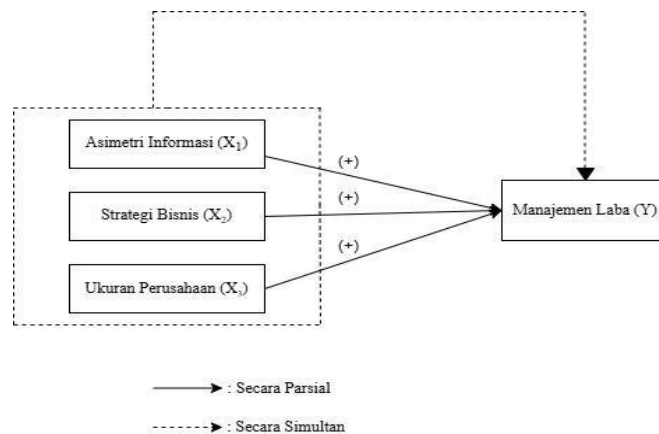 Asimetri Informasi (X₁)
(+)
Strategi Bisnis (X₂)
(+)
Manajemen Laba (Y)
(+)
Ukuran Perusahaan (X₃)
: Secara Parsial
: Secara Simultan